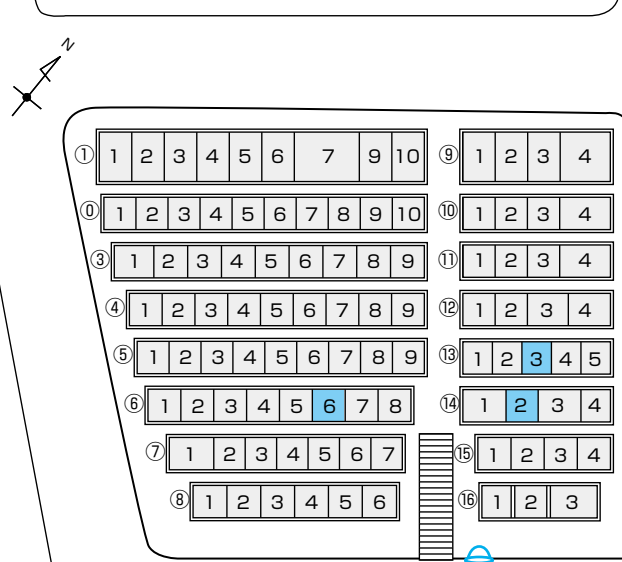 N
① 1 2 3 4 5 6 7 9 10
⑨ 1 2 3 4
⓪ 1 2 3 4 5 6 7 8 9 10
⑩ 1 2 3 4
③ 1 2 3 4 5 6 7 8 9
⑪ 1 2 3 4
④ 1 2 3 4 5 6 7 8 9
⑫ 1 2 3 4
⑤ 1 2 3 4 5 6 7 8 9
⑬ 1 2 3 4 5
⑥ 1 2 3 4 5 6 7 8
⑭ 1 2 3 4
⑦ 1 2 3 4 5 6 7
⑮ 1 2 3 4
⑧ 1 2 3 4 5 6
⑯ 1 2 3